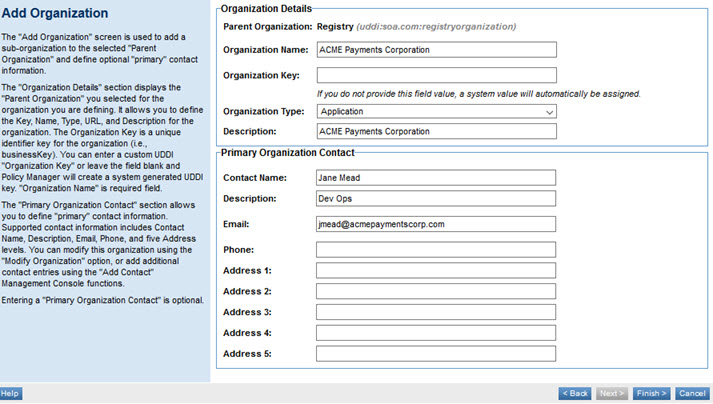 Add Organization
The "Add Organization" screen is used to add a
sub-organization to the selected "Parent
Organization" and define optional "primary" contact
information.
The "Organization Details" section displays the
"Parent Organization" you selected for the
organization you are defining. It allows you to define
the Key, Name, Type, URL, and Description for the
organization. The Organization Key is a unique
identifier key for the organization (i.e.,
businessKey). You can enter a custom UDDI
"Organization Key" or leave the field blank and
Policy Manager will create a system generated UDDI
key. "Organization Name" is required field.
The "Primary Organization Contact" section allows
you to define "primary" contact information.
Supported contact information includes Contact
Name, Description, Email, Phone, and five Address
levels. You can modify this organization using the
"Modify Organization" option, or add additional
contact entries using the "Add Contact"
Management Console functions.
Entering a "Primary Organization Contact" is optional.
Organization Details
Parent Organization: Registry (uddi:soa.com:registryorganization)
Organization Name: ACME Payments Corporation
Organization Key:
If you do not provide this field value, a system value will automatically be assigned.
Organization Type: Application
Description: ACME Payments Corporation
Primary Organization Contact
Contact Name: Jane Mead
Description: Dev Ops
Email: jmead@acmepaymentscorp.com
Phone:
Address 1:
Address 2:
Address 3:
Address 4:
Address 5:
Help
< Back Next > Finish > Cancel